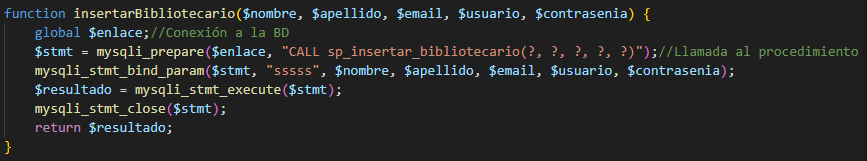 function insertarBibliotecario($nombre, $apellido, $email, $usuario, $contrasenia) {
    global $enlace;//Conexión a la BD
    $stmt = mysqli_prepare($enlace, "CALL sp_insertar_bibliotecario(?, ?, ?, ?, ?)");//Llamada al procedimiento
    mysqli_stmt_bind_param($stmt, "sssss", $nombre, $apellido, $email, $usuario, $contrasenia);
    $resultado = mysqli_stmt_execute($stmt);
    mysqli_stmt_close($stmt);
    return $resultado;
}